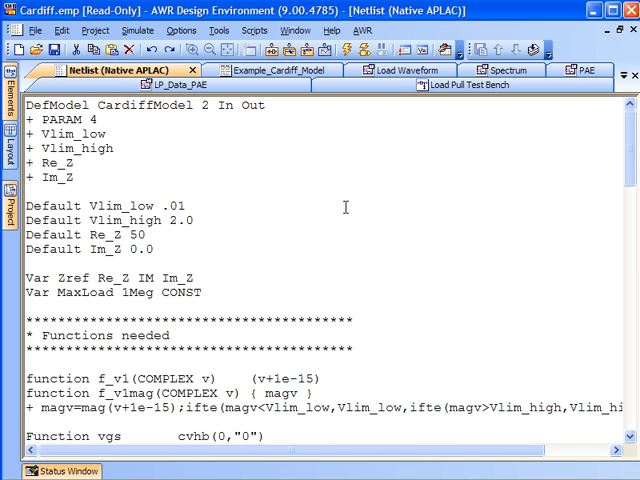 Cardiff.emp [Read-Only] - AWR Design Environment (9.00.4785) - [Netlist (Native APLAC)]
File Edit Project Simulate Options Tools Scripts Window Help AWR
Netlist (Native APLAC) Example_Cardiff_Model Load Waveform Spectrum PAE
LP_Data_PAE Load Pull Test Bench
Elements
Layout
Project
DefModel CardiffModel 2 In Out
+ PARAM 4
+ Vlim_low
+ Vlim_high
+ Re_Z
+ Im_Z
Default Vlim_low .01
Default Vlim_high 2.0
Default Re_Z 50
Default Im_Z 0.0
Var Zref Re_Z IM Im_Z
Var MaxLoad 1Meg CONST
******************************************
* Functions needed
******************************************
function f_v1(COMPLEX v) (v+1e-15)
function f_v1mag(COMPLEX v) { magv }
+ magv=mag(v+1e-15);ifte(magv<Vlim_low,Vlim_low,ifte(magv>Vlim_high,Vlim_hi
Function vgs cvhb(0,"0")
Status Window